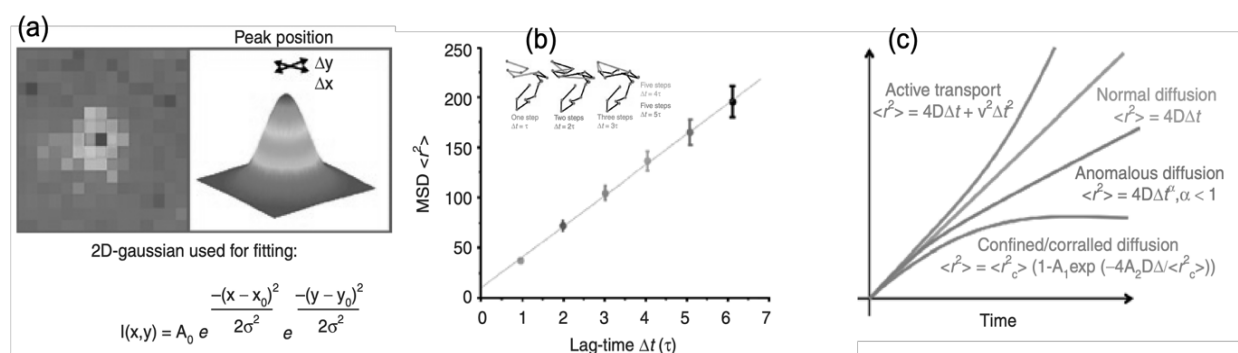 (a)
Peak position
Δy
Δx
2D-gaussian used for fitting:
I(x,y) = A₀ e^(−(x − x₀)²/2σ²) e^(−(y − y₀)²/2σ²)
(b)
MSD <r²>
250
200
150
100
50
0
One step
Δt = τ
Two steps
Δt = 2τ
Three steps
Δt = 3τ
Five steps
Δt = 4τ
Five steps
Δt = 5τ
0 1 2 3 4 5 6 7
Lag-time Δt (τ)
(c)
Active transport
<r²> = 4DΔt + v²Δt²
Normal diffusion
<r²> = 4DΔt
Anomalous diffusion
<r²> = 4DΔt^α, α < 1
Confined/corralled diffusion
<r²> = <r²c> (1-A₁exp (−4A₂DΔ/<r²c>))
Time